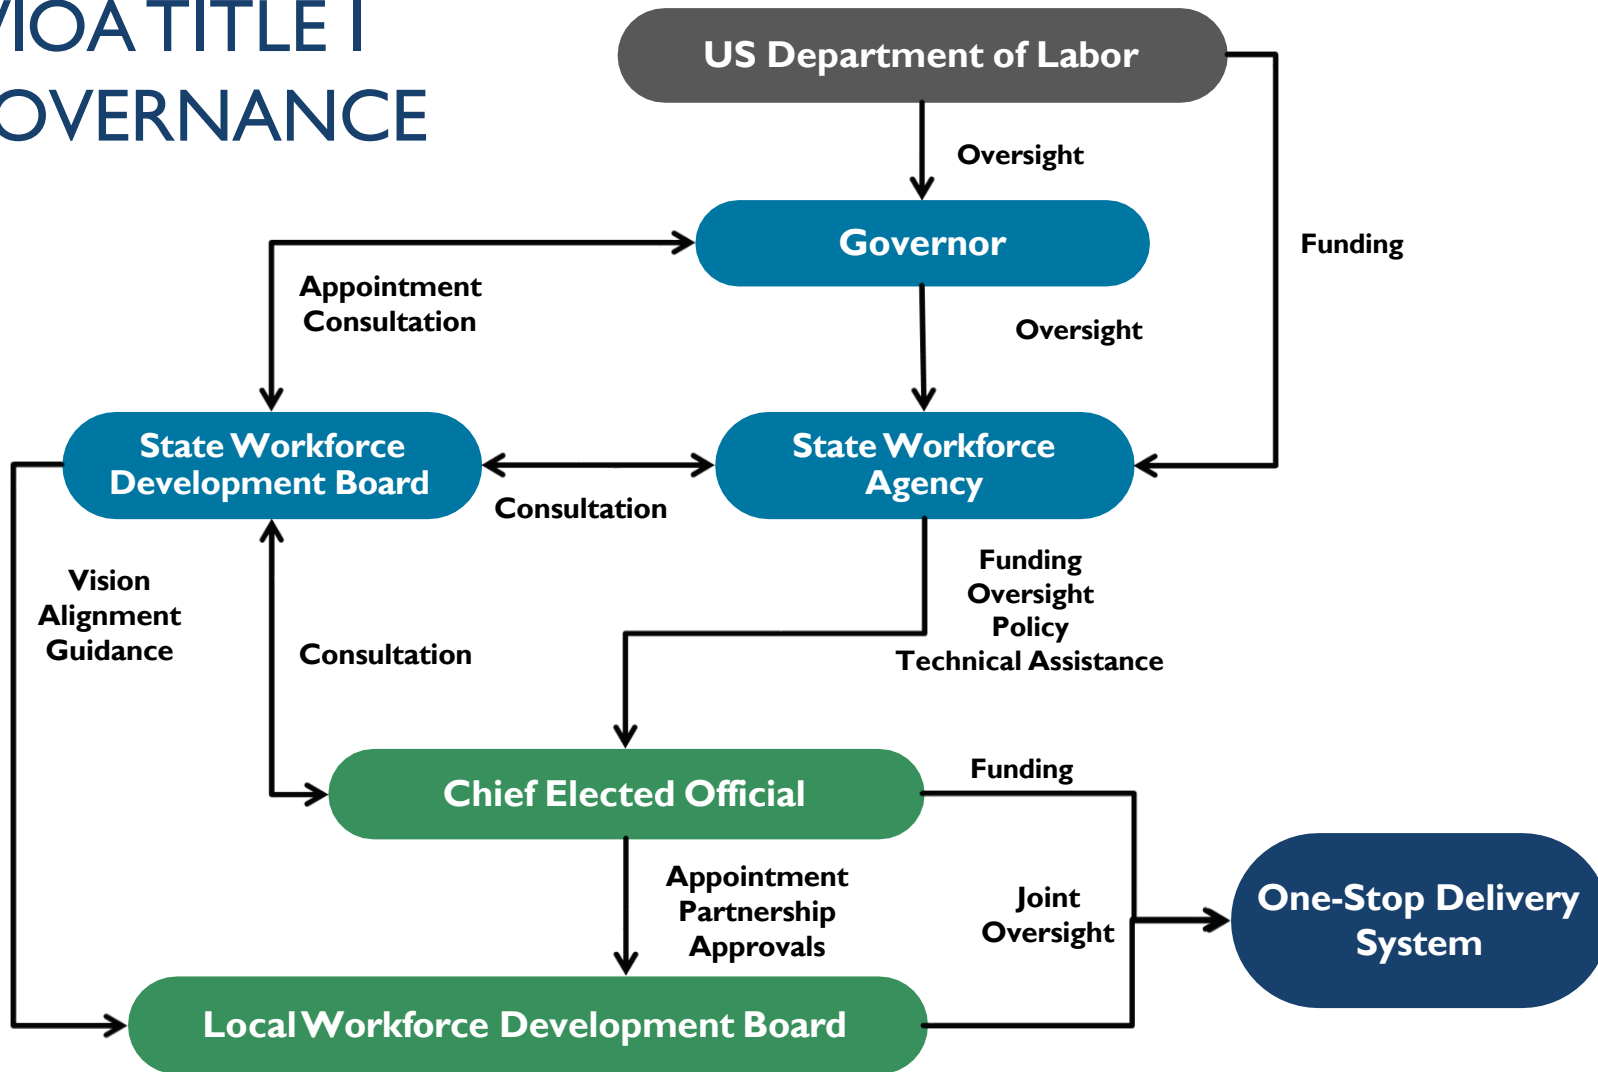 VIOA TITLE I
OVERNANCE
US Department of Labor
Oversight
Governor
Funding
Appointment
Consultation
Oversight
State Workforce
Development Board
State Workforce
Agency
Consultation
Vision
Alignment
Guidance
Consultation
Funding
Oversight
Policy
Technical Assistance
Chief Elected Official
Funding
Appointment
Partnership
Approvals
Joint
Oversight
One-Stop Delivery
System
Local Workforce Development Board